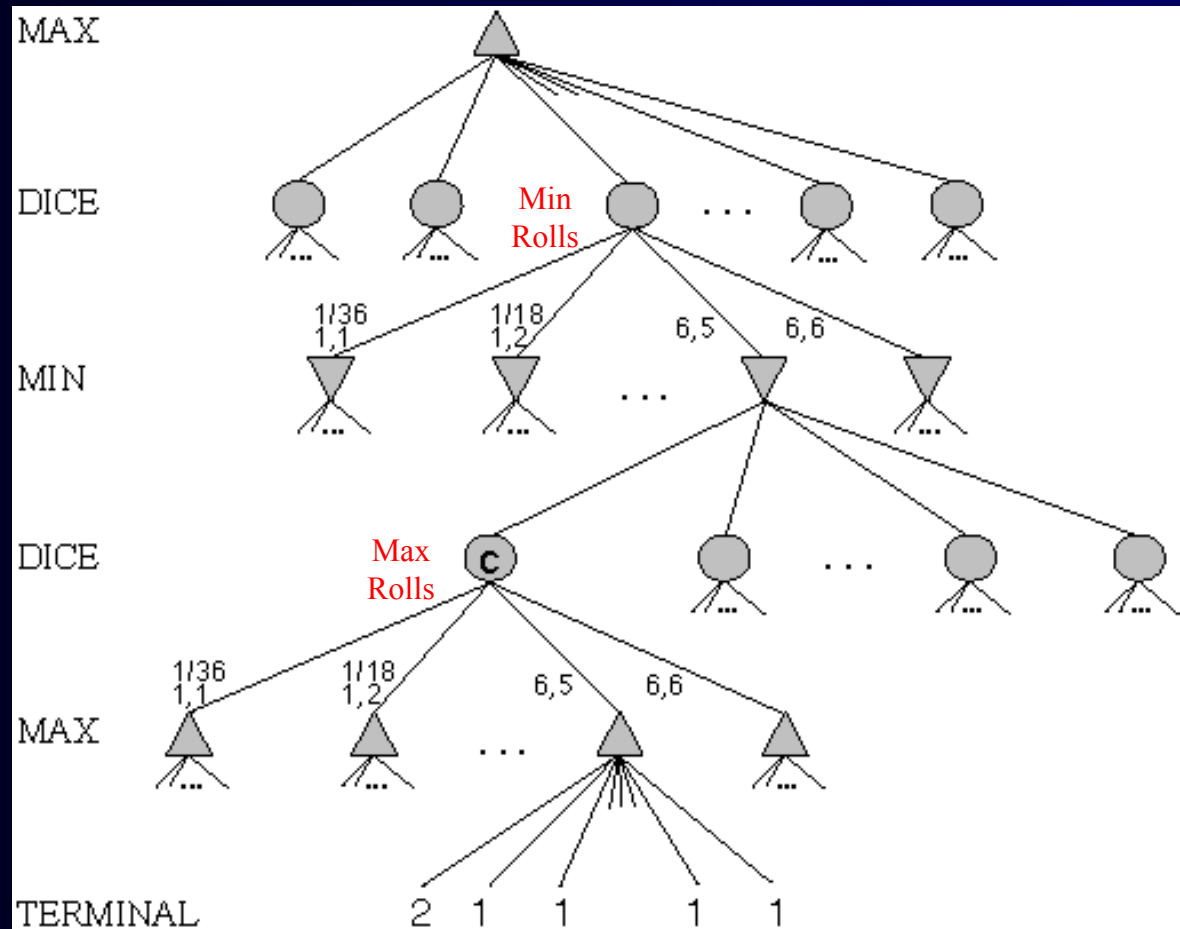 MAX
DICE
Min
Rolls
. . .
...
...
...
...
1/36
1,1
1/18
1,2
6,5
6,6
MIN
. . .
...
...
...
DICE
Max
Rolls
C
. . .
...
...
...
1/36
1,1
1/18
1,2
6,5
6,6
MAX
. . .
...
...
...
TERMINAL 2 1 1 1 1